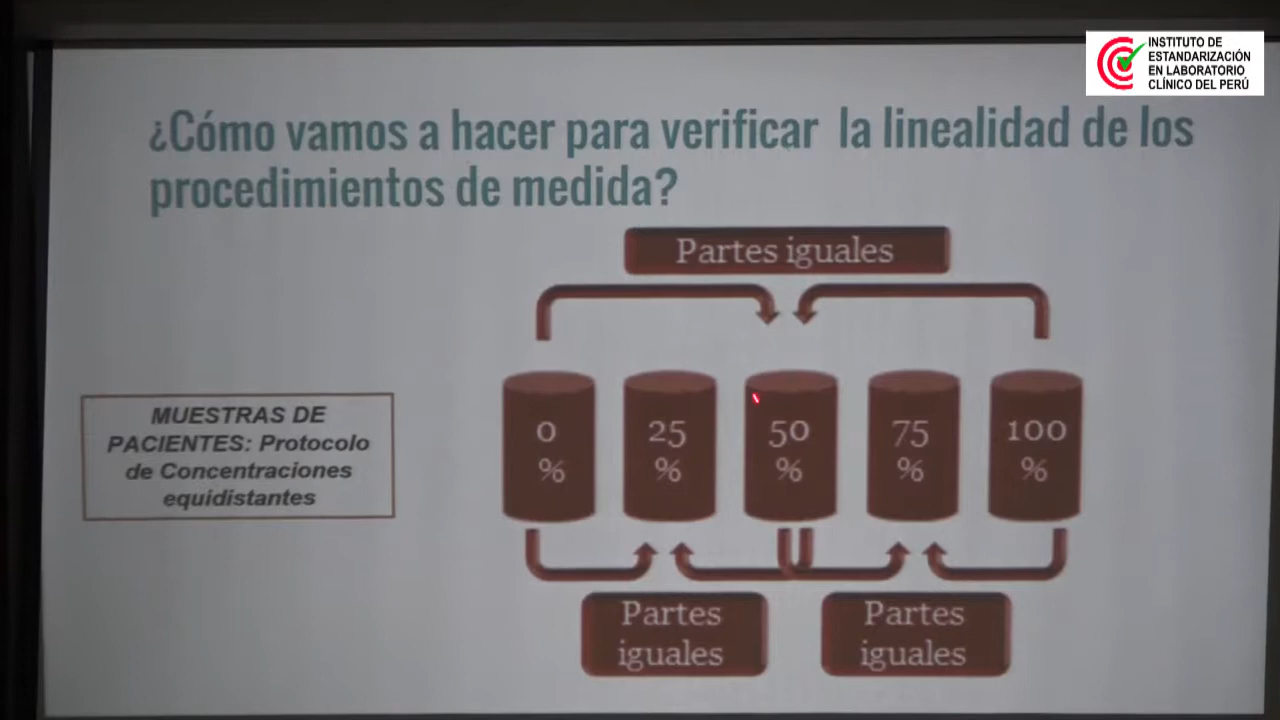 INSTITUTO DE
ESTANDARIZACIÓN
EN LABORATORIO
CLÍNICO DEL PERÚ
¿Cómo vamos a hacer para verificar la linealidad de los
procedimientos de medida?
Partes iguales
MUESTRAS DE
PACIENTES: Protocolo
de Concentraciones
equidistantes
0
%
25
%
50
%
75
%
100
%
Partes
iguales
Partes
iguales